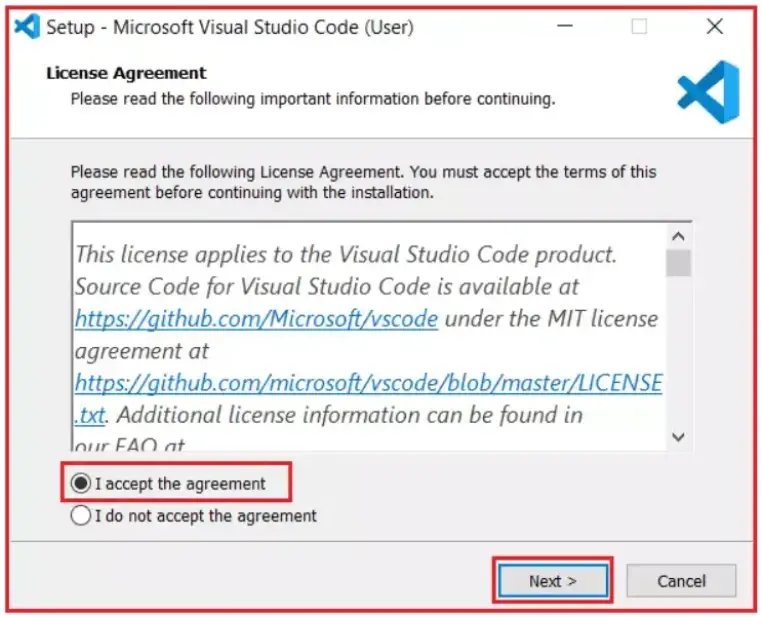 Setup - Microsoft Visual Studio Code (User)
License Agreement
Please read the following important information before continuing.
Please read the following License Agreement. You must accept the terms of this
agreement before continuing with the installation.
This license applies to the Visual Studio Code product.
Source Code for Visual Studio Code is available at
https://github.com/Microsoft/vscode under the MIT license
agreement at
https://github.com/microsoft/vscode/blob/master/LICENSE
.txt. Additional license information can be found in
our FAQ at
I accept the agreement
I do not accept the agreement
Next >
Cancel